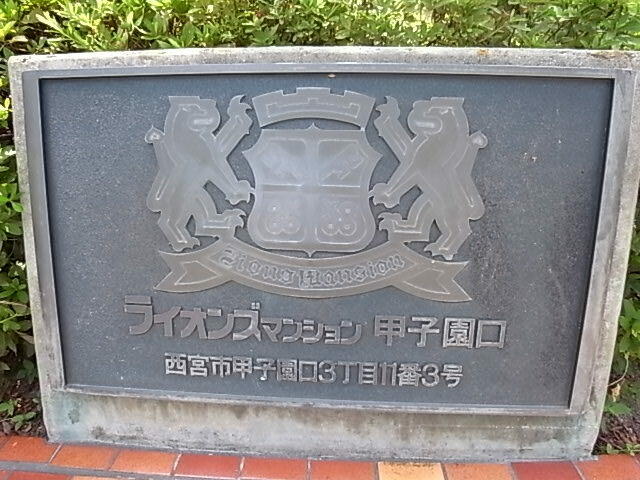 Lions Mansion
ライオンズマンション 甲子園口
西宮市甲子園口3丁目11番3号